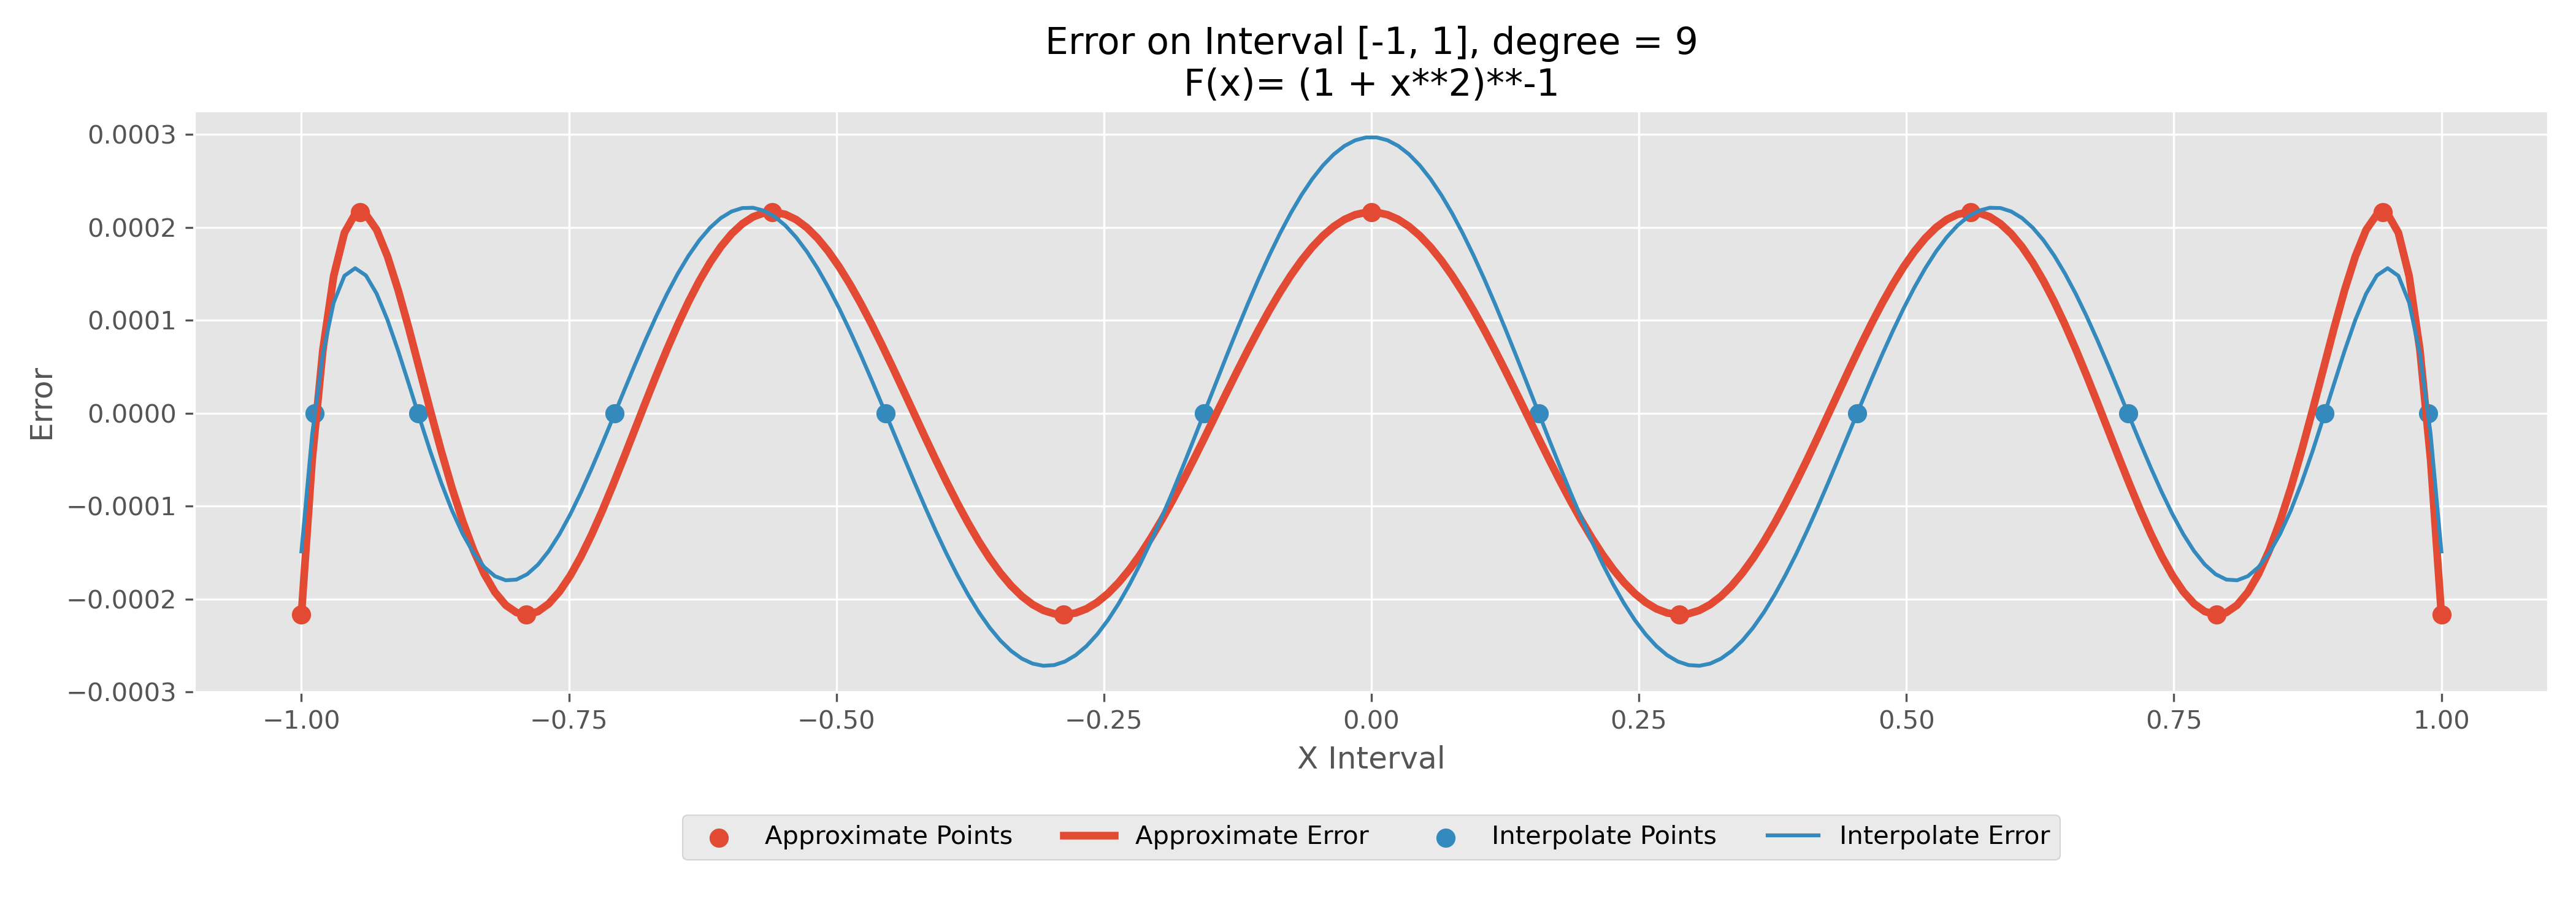 Error on Interval [-1, 1], degree = 9
F(x)= (1 + x**2)**-1
Error
0.0003
0.0002
0.0001
0.0000
−0.0001
−0.0002
−0.0003
−1.00 −0.75 −0.50 −0.25 0.00 0.25 0.50 0.75 1.00
X Interval
Approximate Points Approximate Error Interpolate Points Interpolate Error